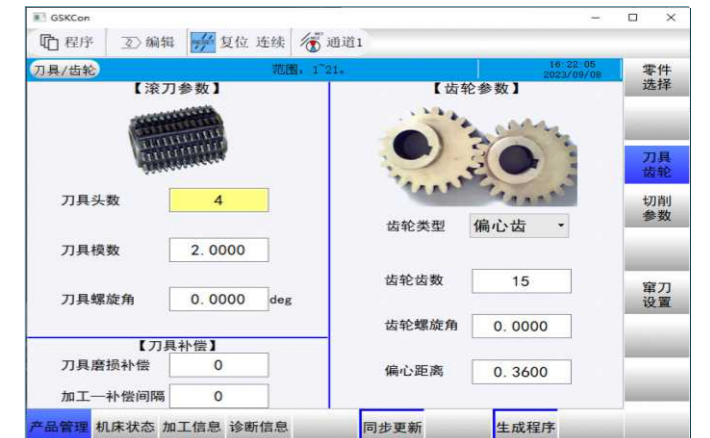 GSKCon
程序 编辑 复位 连续 通道1
刀具/齿轮 范围: 1~21。 16:22:05
2023/09/08
【滚刀参数】
刀具头数 4
刀具模数 2.0000
刀具螺旋角 0.0000 deg
【刀具补偿】
刀具磨损补偿 0
加工一补偿间隔 0
【齿轮参数】
齿轮类型 偏心齿
齿轮齿数 15
齿轮螺旋角 0.0000
偏心距离 0.3600
零件
选择
刀具
齿轮
切削
参数
窜刀
设置
产品管理 机床状态 加工信息 诊断信息 同步更新 生成程序